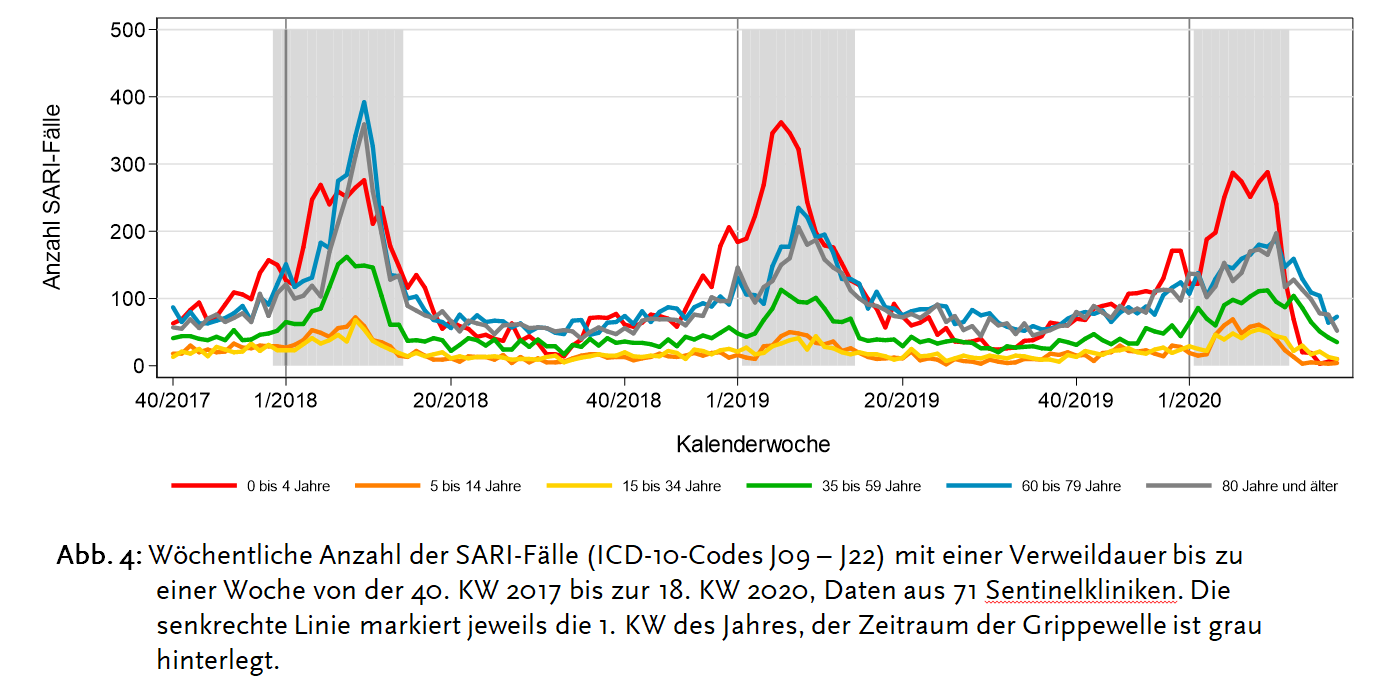 500
400
300
200
100
0
Anzahl SARI-Fälle
40/2017 1/2018 20/2018 40/2018 1/2019 20/2019 40/2019 1/2020
Kalenderwoche
0 bis 4 Jahre 5 bis 14 Jahre 15 bis 34 Jahre 35 bis 59 Jahre 60 bis 79 Jahre 80 Jahre und älter
Abb. 4: Wöchentliche Anzahl der SARI-Fälle (ICD-10-Codes J09 – J22) mit einer Verweildauer bis zu
einer Woche von der 40. KW 2017 bis zur 18. KW 2020, Daten aus 71 Sentinelkliniken. Die
senkrechte Linie markiert jeweils die 1. KW des Jahres, der Zeitraum der Grippewelle ist grau
hinterlegt.